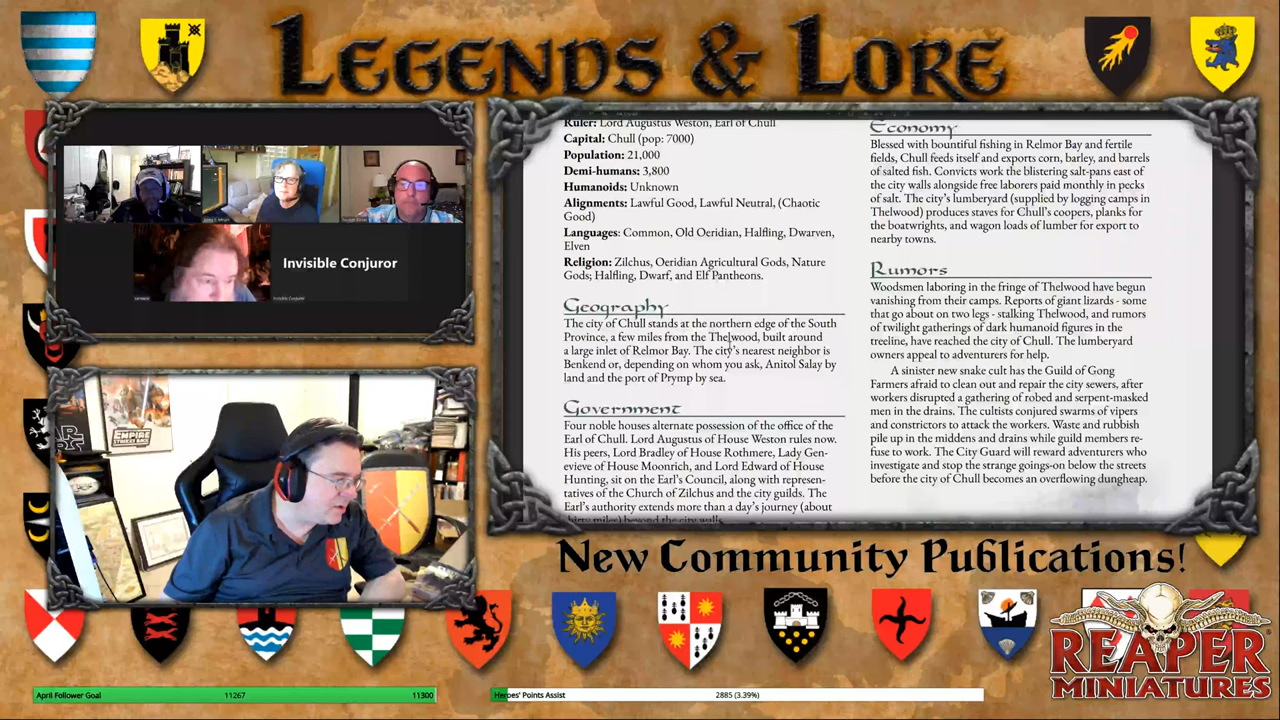 LEGENDS & LORE
Invisible Conjuror
Invisible Conjuror
EMPIRE
Ruler: Lord Augustus Weston, Earl of Chull
Capital: Chull (pop: 7000)
Population: 21,000
Demi-humans: 3,800
Humanoids: Unknown
Alignments: Lawful Good, Lawful Neutral, (Chaotic
Good)
Languages: Common, Old Oeridian, Halfling, Dwarven,
Elven
Religion: Zilchus, Oeridian Agricultural Gods, Nature
Gods; Halfling, Dwarf, and Elf Pantheons.
Geography
The city of Chull stands at the northern edge of the South
Province, a few miles from the Thelwood, built around
a large inlet of Relmor Bay. The city's nearest neighbor is
Benkend or, depending on whom you ask, Anitol Salay by
land and the port of Prymp by sea.
Government
Four noble houses alternate possession of the office of the
Earl of Chull. Lord Augustus of House Weston rules now.
His peers, Lord Bradley of House Rothmere, Lady Gen-
evieve of House Moonrich, and Lord Edward of House
Hunting, sit on the Earl's Council, along with represen-
tatives of the Church of Zilchus and the city guilds. The
Earl's authority extends more than a day's journey (about
thirty miles) beyond the city walls.
Economy
Blessed with bountiful fishing in Relmor Bay and fertile
fields, Chull feeds itself and exports corn, barley, and barrels
of salted fish. Convicts work the blistering salt-pans east of
the city walls alongside free laborers paid monthly in pecks
of salt. The city's lumberyard (supplied by logging camps in
Thelwood) produces staves for Chull's coopers, planks for
the boatwrights, and wagon loads of lumber for export to
nearby towns.
Rumors
Woodsmen laboring in the fringe of Thelwood have begun
vanishing from their camps. Reports of giant lizards - some
that go about on two legs - stalking Thelwood, and rumors
of twilight gatherings of dark humanoid figures in the
treeline, have reached the city of Chull. The lumberyard
owners appeal to adventurers for help.
A sinister new snake cult has the Guild of Gong
Farmers afraid to clean out and repair the city sewers, after
workers disrupted a gathering of robed and serpent-masked
men in the drains. The cultists conjured swarms of vipers
and constrictors to attack the workers. Waste and rubbish
pile up in the middens and drains while guild members re-
fuse to work. The City Guard will reward adventurers who
investigate and stop the strange goings-on below the streets
before the city of Chull becomes an overflowing dungheap.
New Community Publications!
REAPER
MINIATURES
April Follower Goal 11267 11300
Heroes' Points Assist 2885 (3.39%)